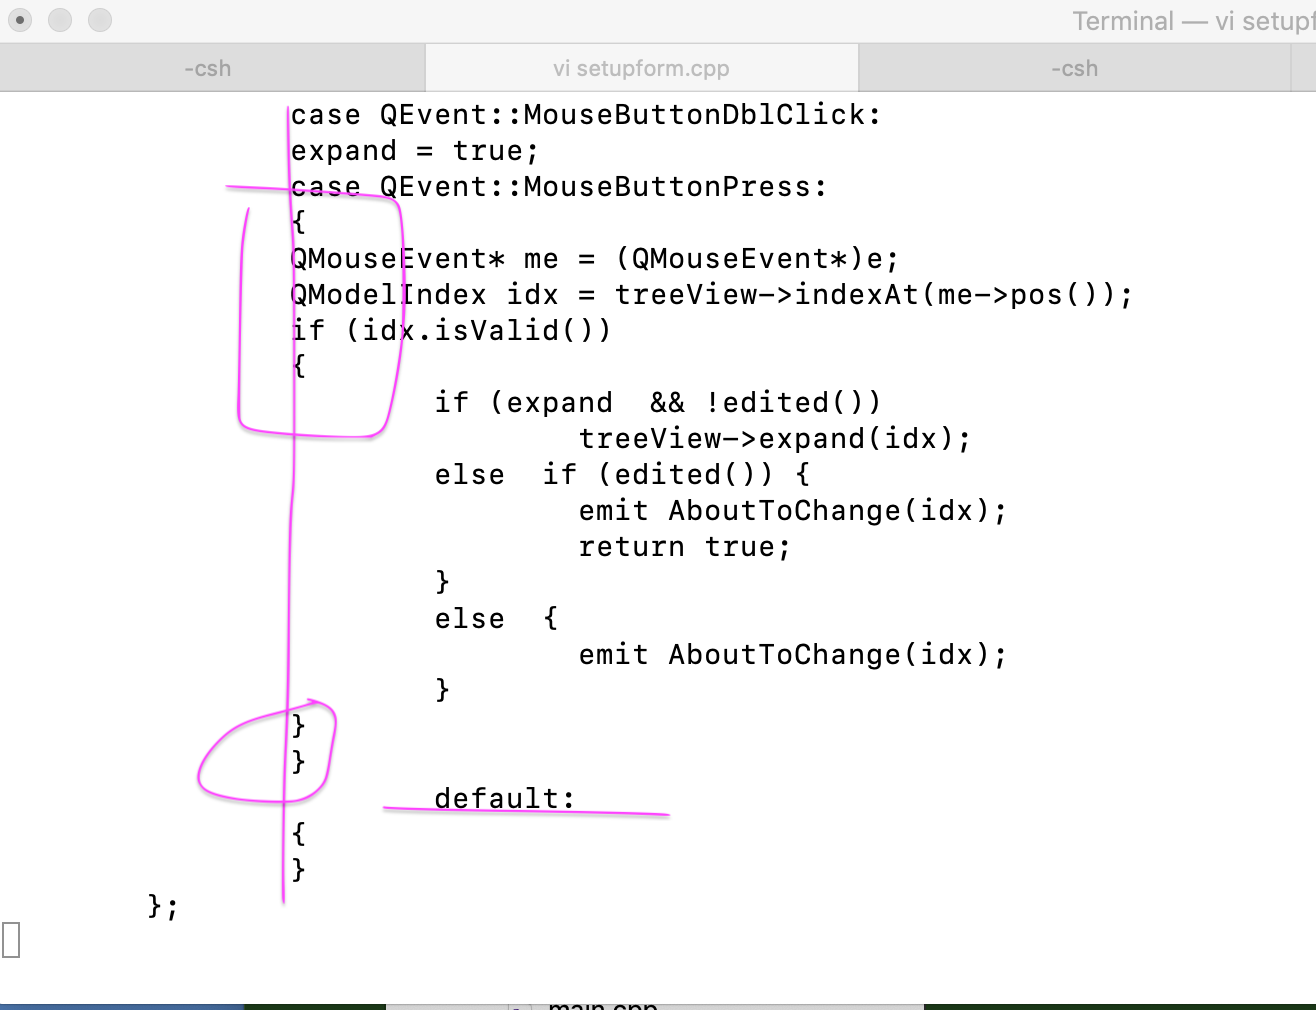 Terminal — vi setupf
-csh
vi setupform.cpp
-csh
case QEvent::MouseButtonDblClick:
expand = true;
case QEvent::MouseButtonPress:
{
QMouseEvent* me = (QMouseEvent*)e;
QModelIndex idx = treeView->indexAt(me->pos());
if (idx.isValid())
{
if (expand  && !edited())
treeView->expand(idx);
else  if (edited()) {
emit AboutToChange(idx);
return true;
}
else  {
emit AboutToChange(idx);
}
}
}
default:
{
}
};
main.cpp